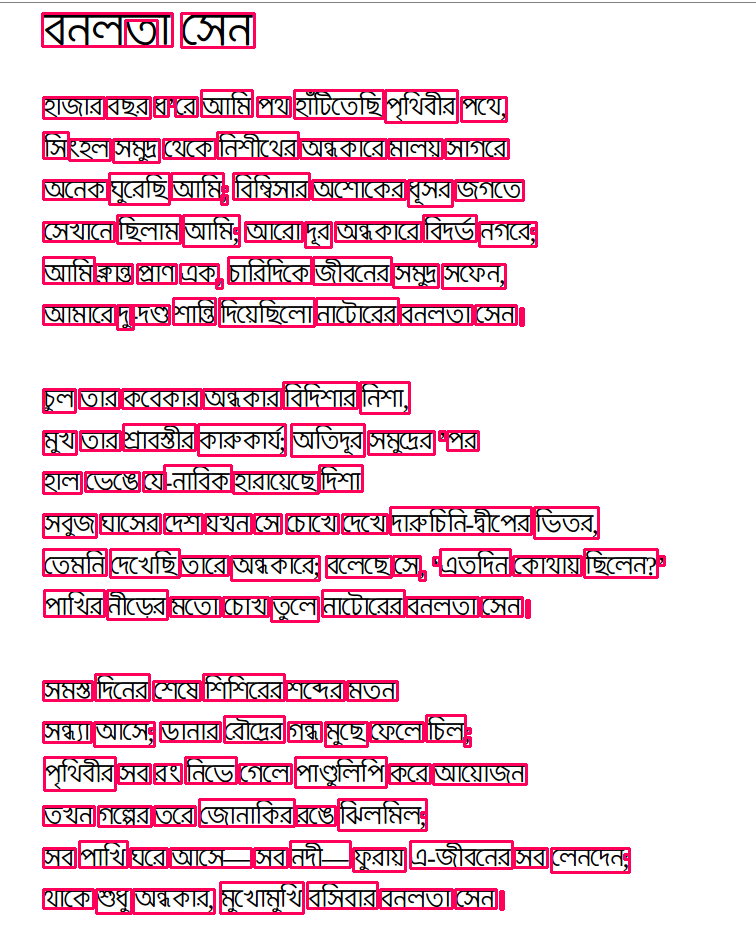 বনলতা সেন
হাজার বছর ধ'রে আমি পথ হাঁটিতেছি পৃথিবীর পথে,
সিংহল সমুদ্র থেকে নিশীথের অন্ধকারে মালয় সাগরে
অনেক ঘুরেছি আমি; বিম্বিসার অশোকের ধূসর জগতে
সেখানে ছিলাম আমি; আরো দূর অন্ধকারে বিদর্ভ নগরে;
আমি ক্লান্ত প্রাণ এক, চারিদিকে জীবনের সমুদ্র সফেন,
আমারে দু-দণ্ড শান্তি দিয়েছিলো নাটোরের বনলতা সেন।
চুল তার কবেকার অন্ধকার বিদিশার নিশা,
মুখ তার শ্রাবস্তীর কারুকার্য; অতিদূর সমুদ্রের 'পর
হাল ভেঙে যে-নাবিক হারায়েছে দিশা
সবুজ ঘাসের দেশ যখন সে চোখে দেখে দারুচিনি-দ্বীপের ভিতর,
তেমনি দেখেছি তারে অন্ধকারে; বলেছে সে, 'এতদিন কোথায় ছিলেন?'
পাখির নীড়ের মতো চোখ তুলে নাটোরের বনলতা সেন।
সমস্ত দিনের শেষে শিশিরের শব্দের মতন
সন্ধ্যা আসে; ডানার রৌদ্রের গন্ধ মুছে ফেলে চিল;
পৃথিবীর সব রং নিভে গেলে পাণ্ডুলিপি করে আয়োজন
তখন গল্পের তরে জোনাকির রঙে ঝিলমিল;
সব পাখি ঘরে আসে—সব নদী—ফুরায় এ-জীবনের সব লেনদেন;
থাকে শুধু অন্ধকার, মুখোমুখি বসিবার বনলতা সেন।